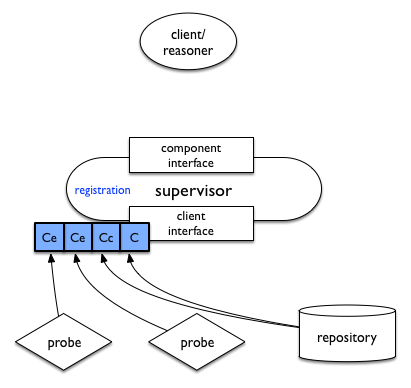 client/
reasoner
component
interface
registration
supervisor
client
interface
Ce
Ce
Cc
C
probe
probe
repository